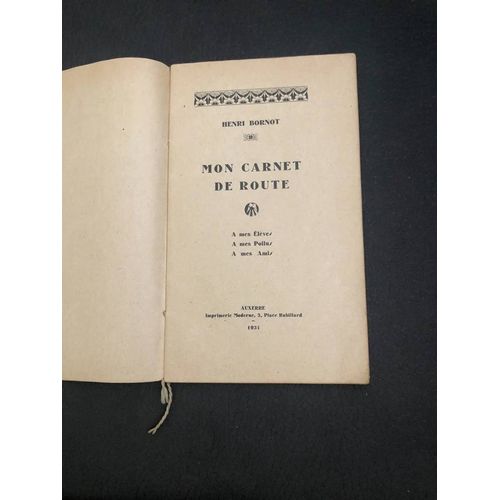 HENRI BORNOT
MON CARNET
DE ROUTE
A mes Élèves
A mes Poilus
A mes Amis
AUXERRE
Imprimerie Moderne, 3, Place Robillard
1931